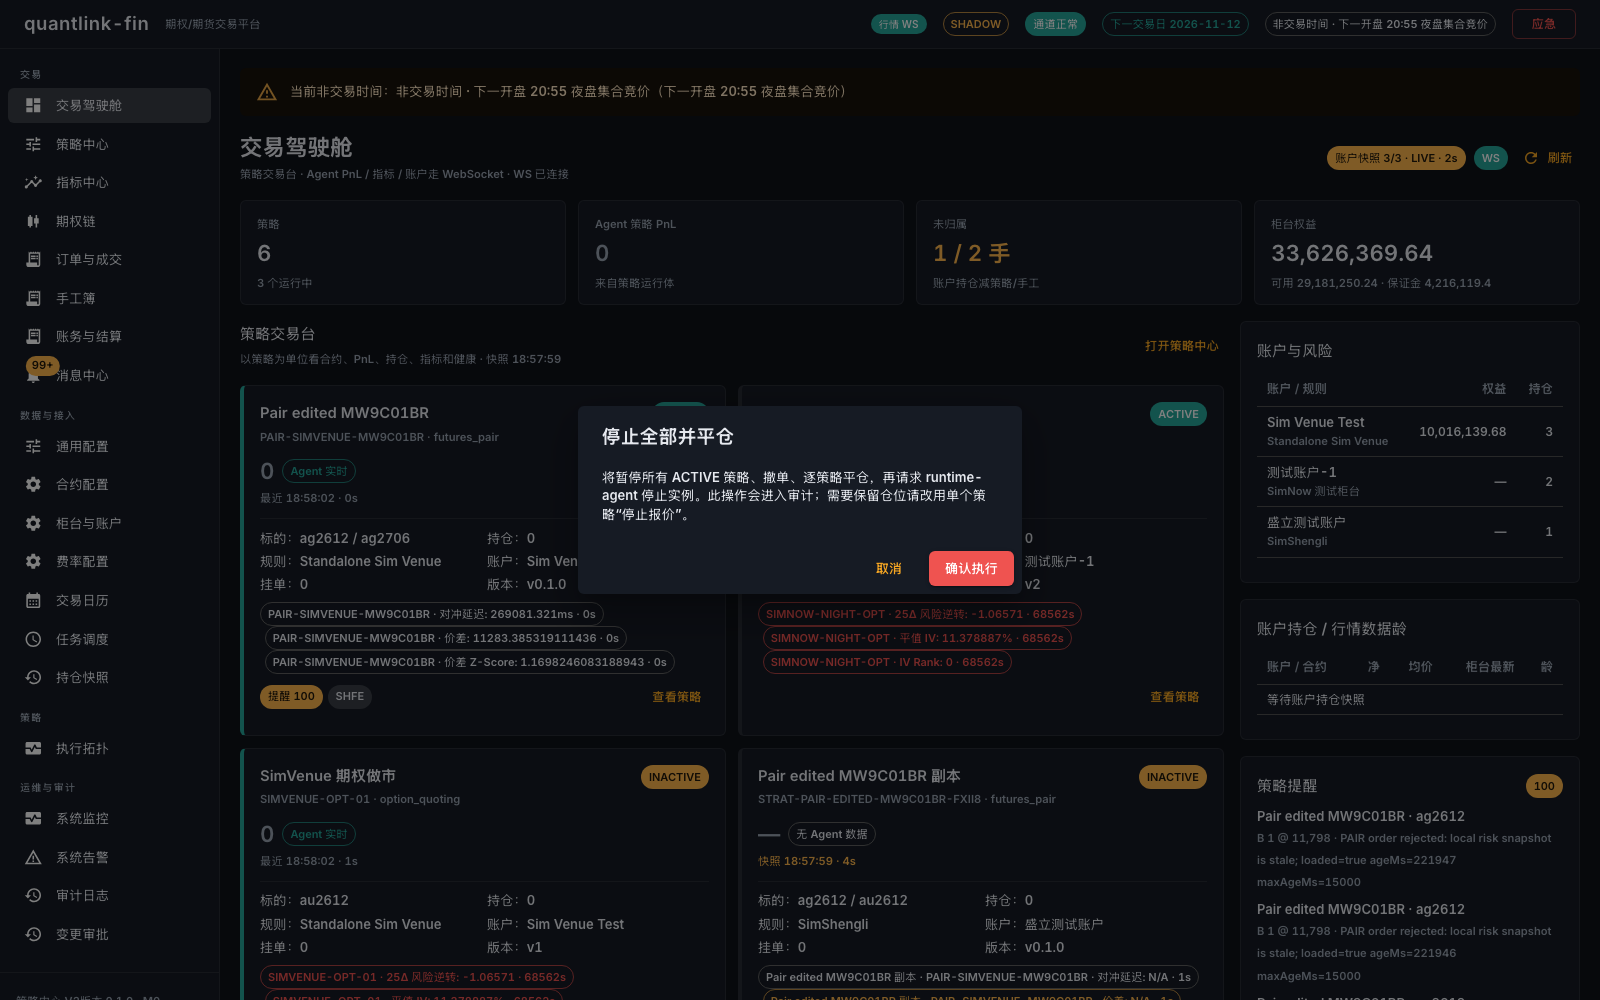 quantlink-fin 期权/期货交易平台
行情 WS SHADOW 通道正常 下一交易日 2026-11-12 非交易时间 · 下一开盘 20:55 夜盘集合竞价 应急
交易
交易驾驶舱
策略中心
指标中心
期权链
订单与成交
手工簿
账务与结算
99+
消息中心
数据与接入
通用配置
合约配置
柜台与账户
费率配置
交易日历
任务调度
持仓快照
策略
执行拓扑
运维与审计
系统监控
系统告警
审计日志
变更审批
当前非交易时间：非交易时间 · 下一开盘 20:55 夜盘集合竞价（下一开盘 20:55 夜盘集合竞价）
交易驾驶舱
策略交易台 · Agent PnL / 指标 / 账户走 WebSocket · WS 已连接
账户快照 3/3 · LIVE · 2s WS 刷新
策略
6
3 个运行中
Agent 策略 PnL
0
来自策略运行体
未归属
1 / 2 手
账户持仓减策略/手工
柜台权益
33,626,369.64
可用 29,181,250.24 · 保证金 4,216,119.4
策略交易台
以策略为单位看合约、PnL、持仓、指标和健康 · 快照 18:57:59
打开策略中心
Pair edited MW9C01BR
PAIR-SIMVENUE-MW9C01BR · futures_pair
0 Agent 实时
最近 18:58:02 · 0s
标的： ag2612 / ag2706 持仓： 0
规则： Standalone Sim Venue 账户： Sim Ven
挂单： 0 版本： v0.1.0
PAIR-SIMVENUE-MW9C01BR · 对冲延迟: 269081.321ms · 0s
PAIR-SIMVENUE-MW9C01BR · 价差: 11283.385319111436 · 0s
PAIR-SIMVENUE-MW9C01BR · 价差 Z-Score: 1.1698246083188943 · 0s
提醒 100 SHFE 查看策略
ACTIVE
0
测试账户-1
v2
SIMNOW-NIGHT-OPT · 25Δ 风险逆转: -1.06571 · 68562s
SIMNOW-NIGHT-OPT · 平值 IV: 11.378887% · 68562s
SIMNOW-NIGHT-OPT · IV Rank: 0 · 68562s
查看策略
停止全部并平仓
将暂停所有 ACTIVE 策略、撤单、逐策略平仓，再请求 runtime-
agent 停止实例。此操作会进入审计；需要保留仓位请改用单个策
略“停止报价”。
取消 确认执行
SimVenue 期权做市 INACTIVE
SIMVENUE-OPT-01 · option_quoting
0 Agent 实时
最近 18:58:02 · 1s
标的： au2612 持仓： 0
规则： Standalone Sim Venue 账户： Sim Venue Test
挂单： 0 版本： v1
SIMVENUE-OPT-01 · 25Δ 风险逆转: -1.06571 · 68562s
SIMVENUE-OPT-01 · 平值 IV: 11.378887% · 68562s
Pair edited MW9C01BR 副本 INACTIVE
STRAT-PAIR-EDITED-MW9C01BR-FXII8 · futures_pair
— 无 Agent 数据
快照 18:57:59 · 4s
标的： ag2612 / au2612 持仓： 0
规则： SimShengli 账户： 盛立测试账户
挂单： 0 版本： v0.1.0
Pair edited MW9C01BR 副本 · PAIR-SIMVENUE-MW9C01BR · 对冲延迟: N/A · 1s
Pair edited MW9C01BR 副本 · PAIR-SIMVENUE-MW9C01BR · 价差: N/A · 1s
账户与风险
账户 / 规则 权益 持仓
Sim Venue Test
Standalone Sim Venue 10,016,139.68 3
测试账户-1
SimNow 测试柜台 — 2
盛立测试账户
SimShengli — 1
账户持仓 / 行情数据龄
账户 / 合约 净 均价 柜台最新 龄
等待账户持仓快照
策略提醒 100
Pair edited MW9C01BR · ag2612
B 1 @ 11,798 · PAIR order rejected: local risk snapshot
is stale; loaded=true ageMs=221947
maxAgeMs=15000
Pair edited MW9C01BR · ag2612
B 1 @ 11,798 · PAIR order rejected: local risk snapshot
is stale; loaded=true ageMs=221946
maxAgeMs=15000